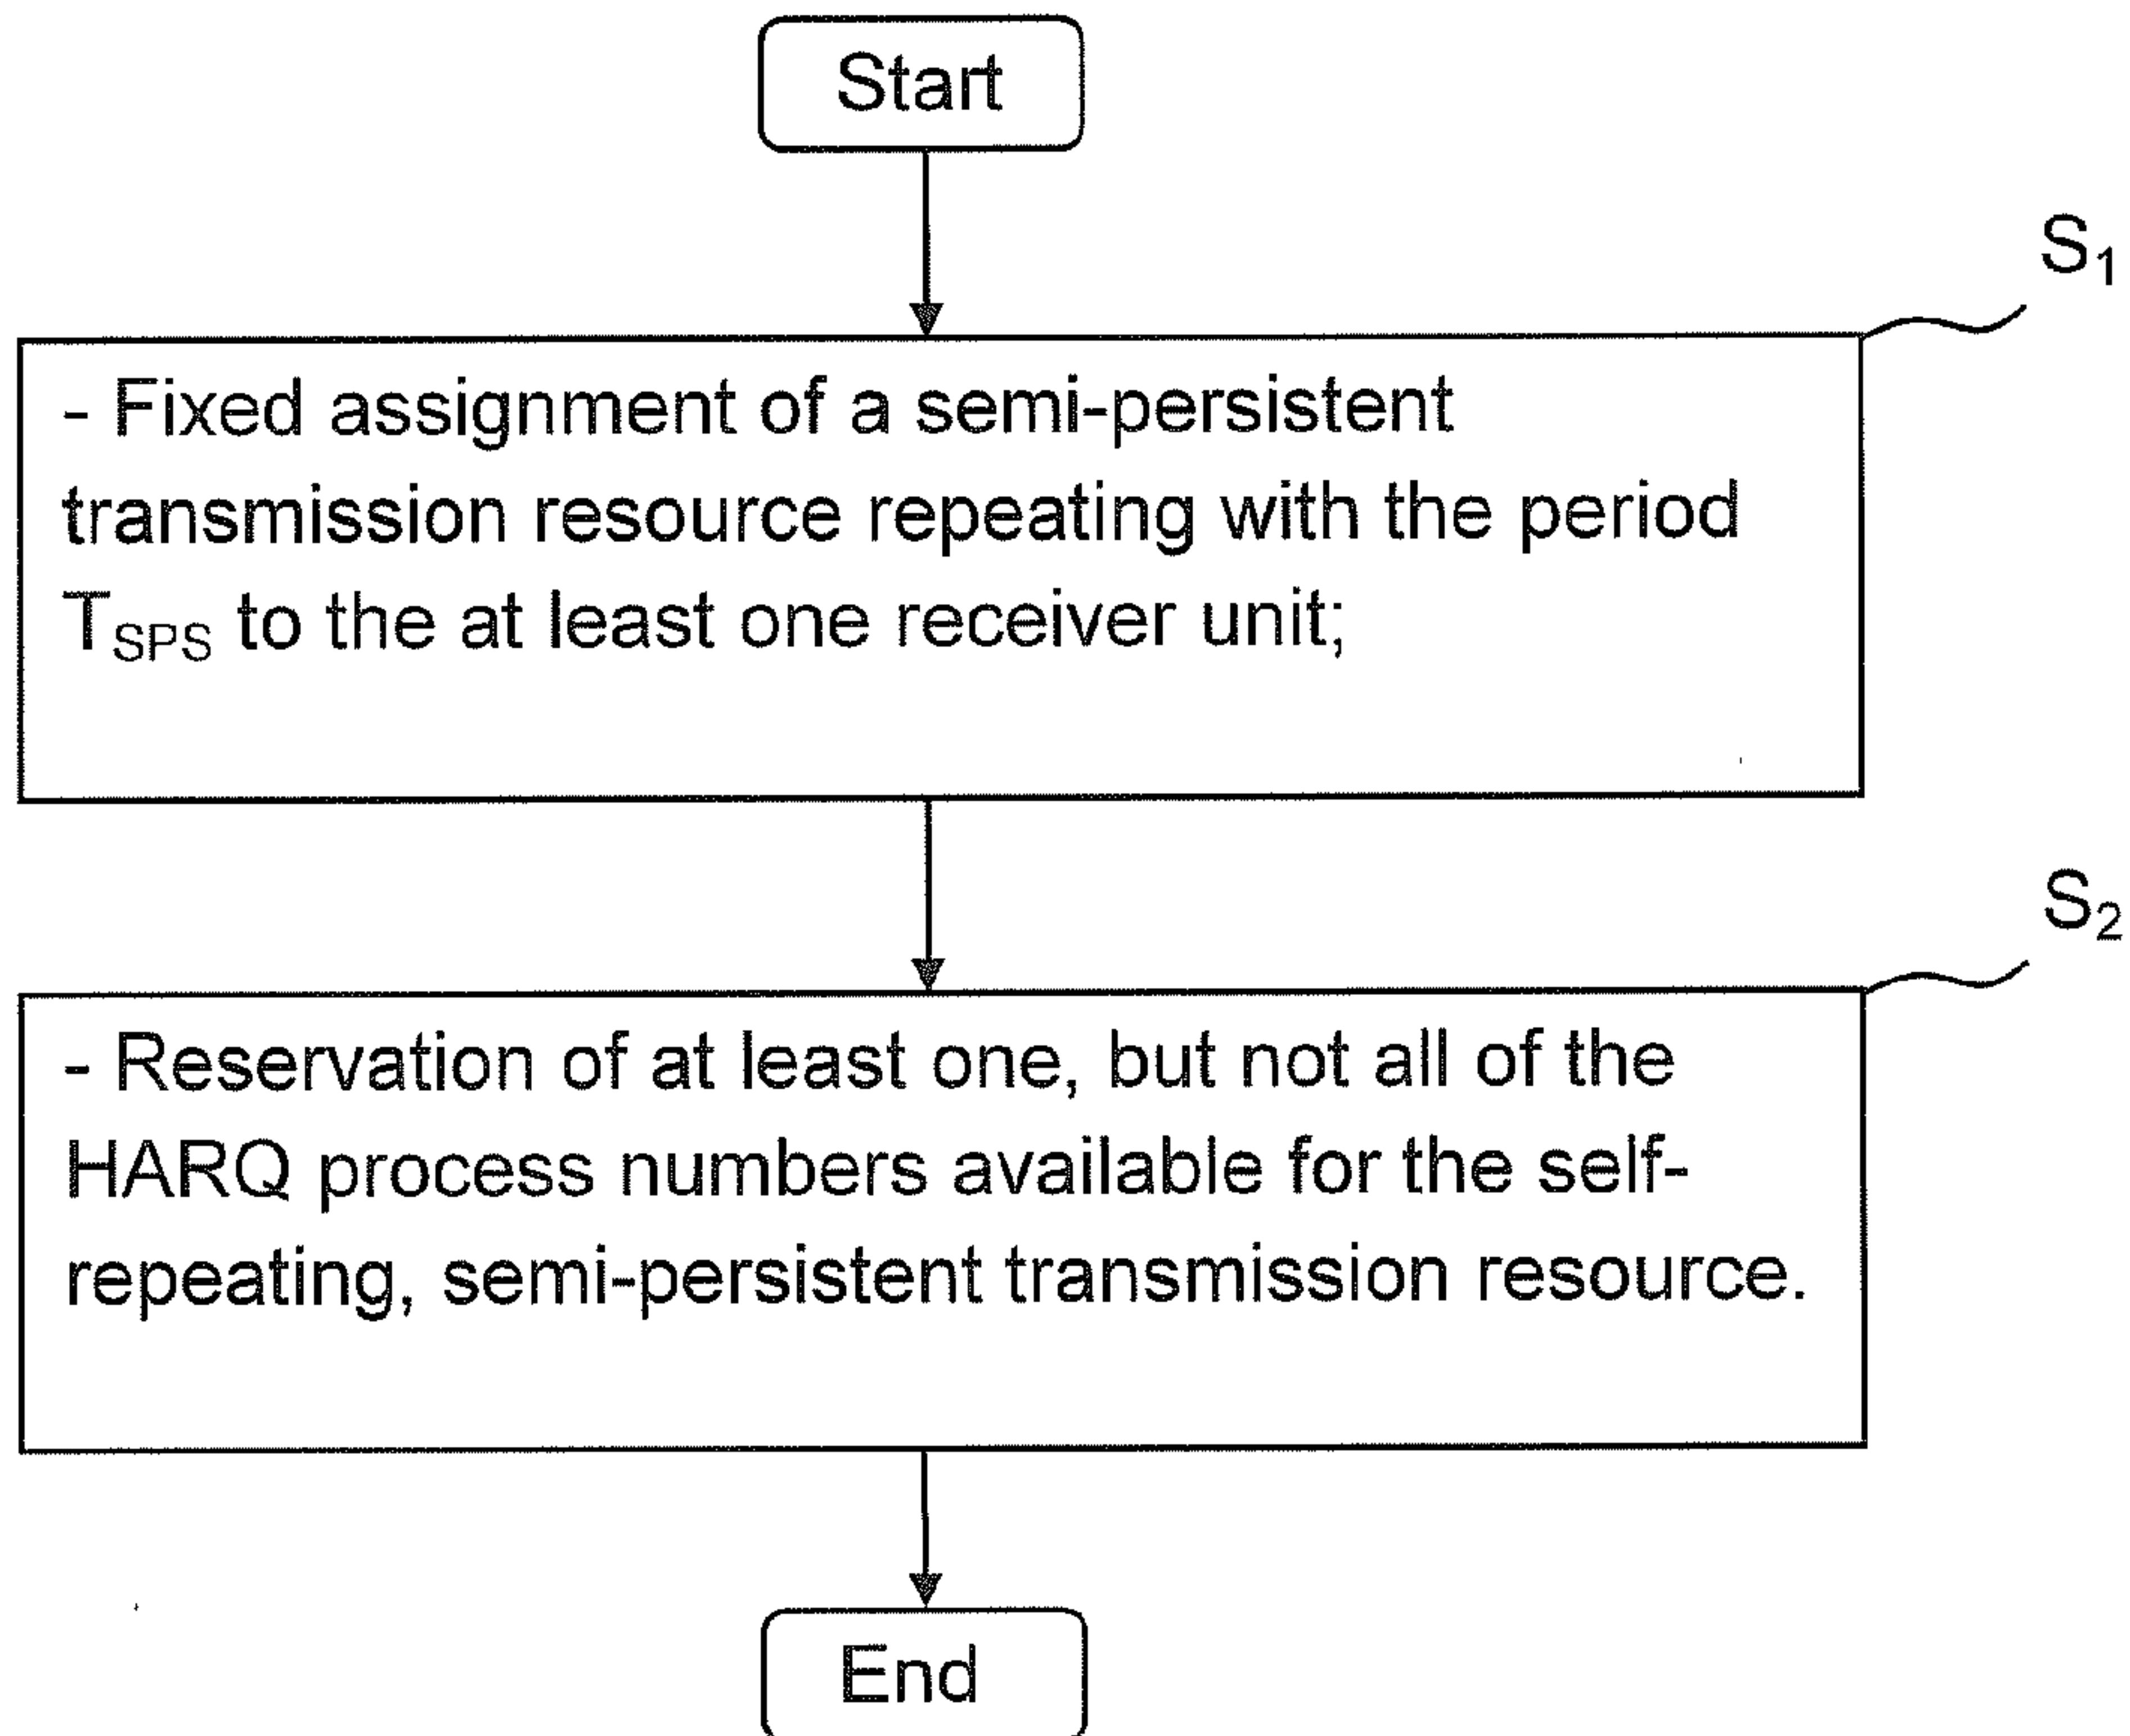 Start
S₁
- Fixed assignment of a semi-persistent
transmission resource repeating with the period
T_SPS to the at least one receiver unit;
S₂
- Reservation of at least one, but not all of the
HARQ process numbers available for the self-
repeating, semi-persistent transmission resource.
End